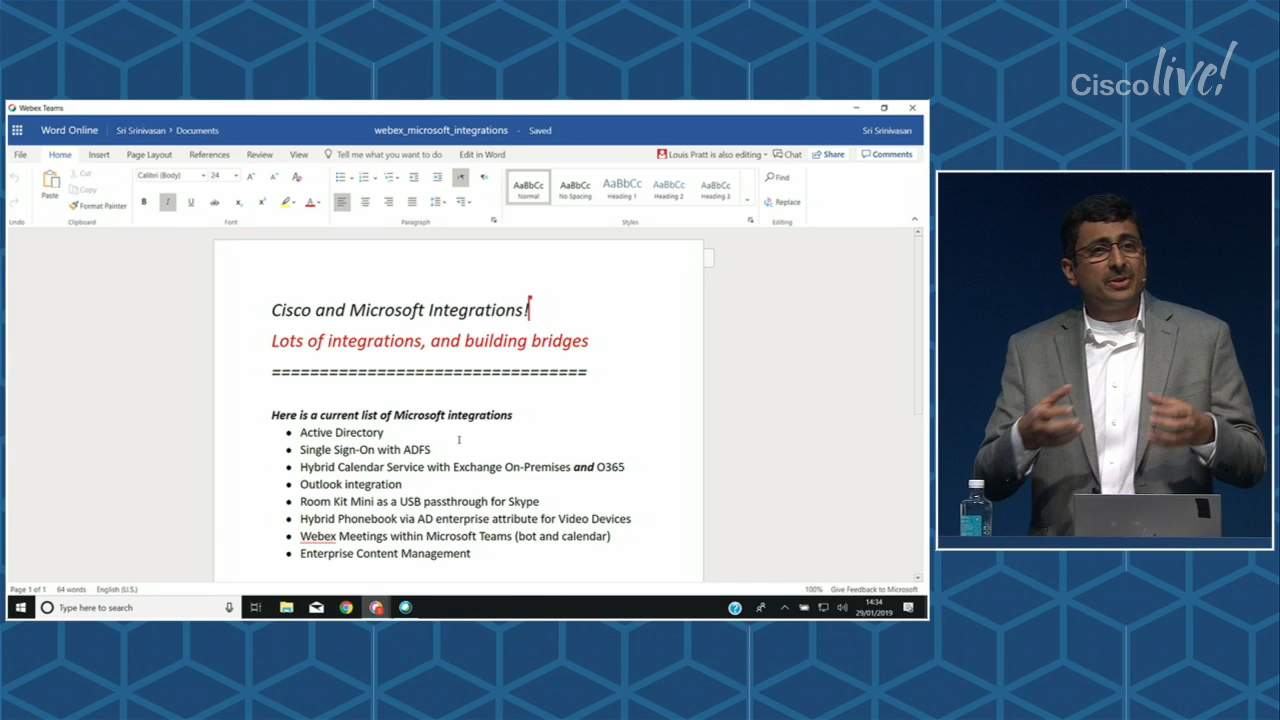 Cisco live!
Webex Teams
Word Online Sri Srinivasan > Documents webex_microsoft_integrations - Saved Sri Srinivasan
File Home Insert Page Layout References Review View Tell me what you want to do Edit in Word Louis Pratt is also editing Chat Share Comments
Paste Cut Copy Format Painter
Calibri (Body) 24
B I U abc x₂ x² A
AaBbCc Normal AaBbCc No Spacing AaBbCc Heading 1 AaBbCc Heading 2 AaBbCc Heading 3
Find
Replace
Undo Clipboard Font Paragraph Styles Editing
Cisco and Microsoft Integrations!
Lots of integrations, and building bridges
=================================
Here is a current list of Microsoft integrations
• Active Directory
• Single Sign-On with ADFS
• Hybrid Calendar Service with Exchange On-Premises and O365
• Outlook integration
• Room Kit Mini as a USB passthrough for Skype
• Hybrid Phonebook via AD enterprise attribute for Video Devices
• Webex Meetings within Microsoft Teams (bot and calendar)
• Enterprise Content Management
Page 1 of 1 64 words English (U.S.) 100% Give Feedback to Microsoft
Type here to search 14:34
29/01/2019